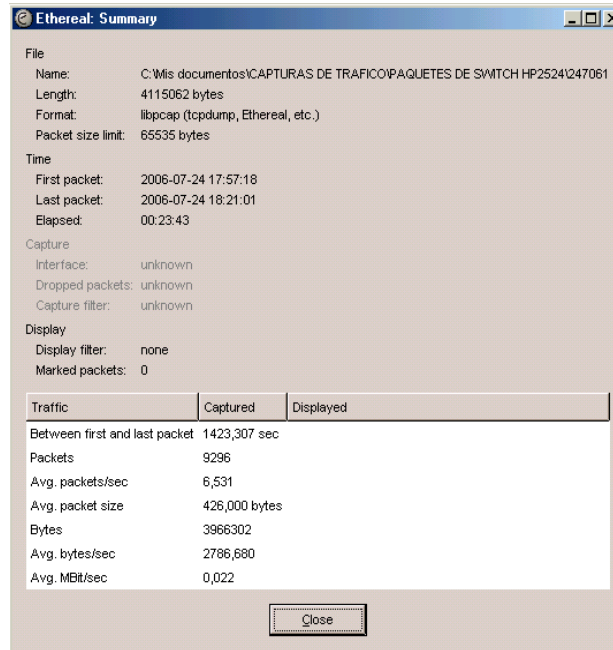 Ethereal: Summary
File
Name: C:\Mis documentos\CAPTURAS DE TRAFICO\PAQUETES DE SWITCH HP2524\247061
Length: 4115062 bytes
Format: libpcap (tcpdump, Ethereal, etc.)
Packet size limit: 65535 bytes
Time
First packet: 2006-07-24 17:57:18
Last packet: 2006-07-24 18:21:01
Elapsed: 00:23:43
Capture
Interface: unknown
Dropped packets: unknown
Capture filter: unknown
Display
Display filter: none
Marked packets: 0
Traffic Captured Displayed
Between first and last packet 1423,307 sec
Packets 9296
Avg. packets/sec 6,531
Avg. packet size 426,000 bytes
Bytes 3966302
Avg. bytes/sec 2786,680
Avg. MBit/sec 0,022
Close